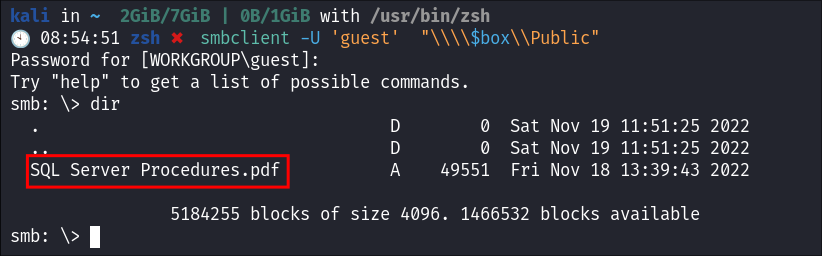 kali in ~ 2GiB/7GiB | 0B/1GiB with /usr/bin/zsh
🕙 08:54:51 zsh ✖ smbclient -U 'guest' "\\\\$box\\Public"
Password for [WORKGROUP\guest]:
Try "help" to get a list of possible commands.
smb: \> dir
. D 0 Sat Nov 19 11:51:25 2022
.. D 0 Sat Nov 19 11:51:25 2022
SQL Server Procedures.pdf A 49551 Fri Nov 18 13:39:43 2022
5184255 blocks of size 4096. 1466532 blocks available
smb: \>